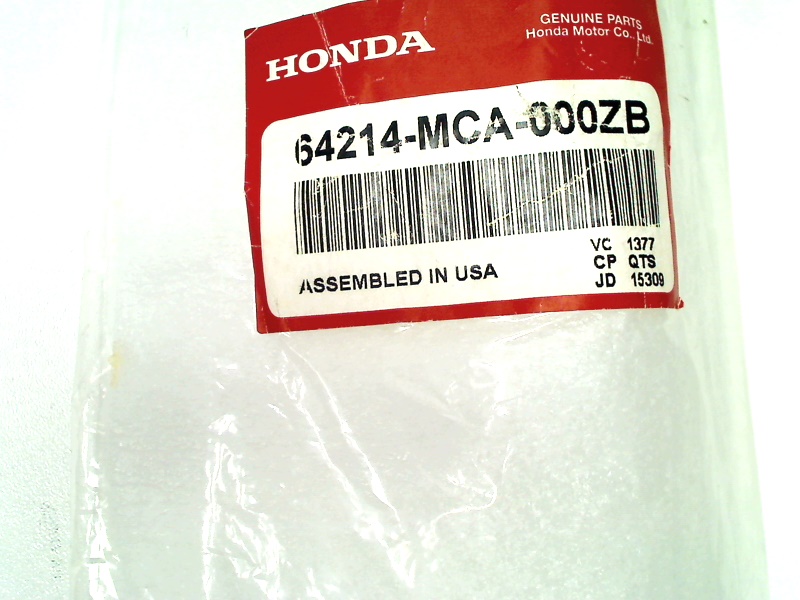 HONDA
GENUINE PARTS
Honda Motor Co., Ltd.
64214-MCA-000ZB
VC 1377
CP QTS
ASSEMBLED IN USA
JD 15309